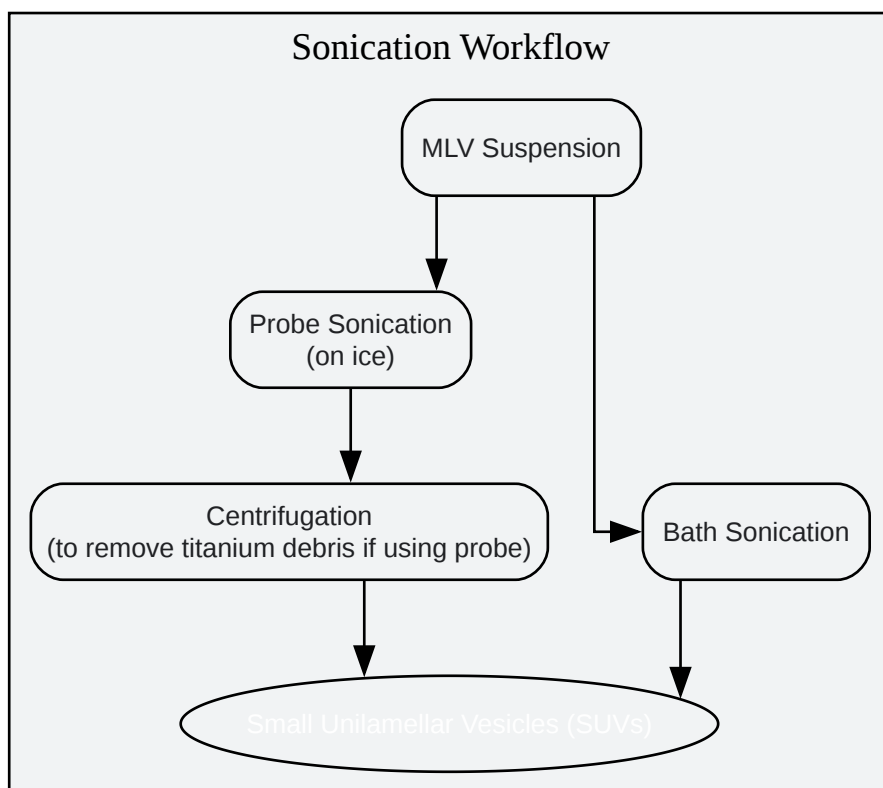 Sonication Workflow
MLV Suspension
Probe Sonication
(on ice)
Centrifugation
(to remove titanium debris if using probe)
Bath Sonication
Small Unilamellar Vesicles (SUVs)